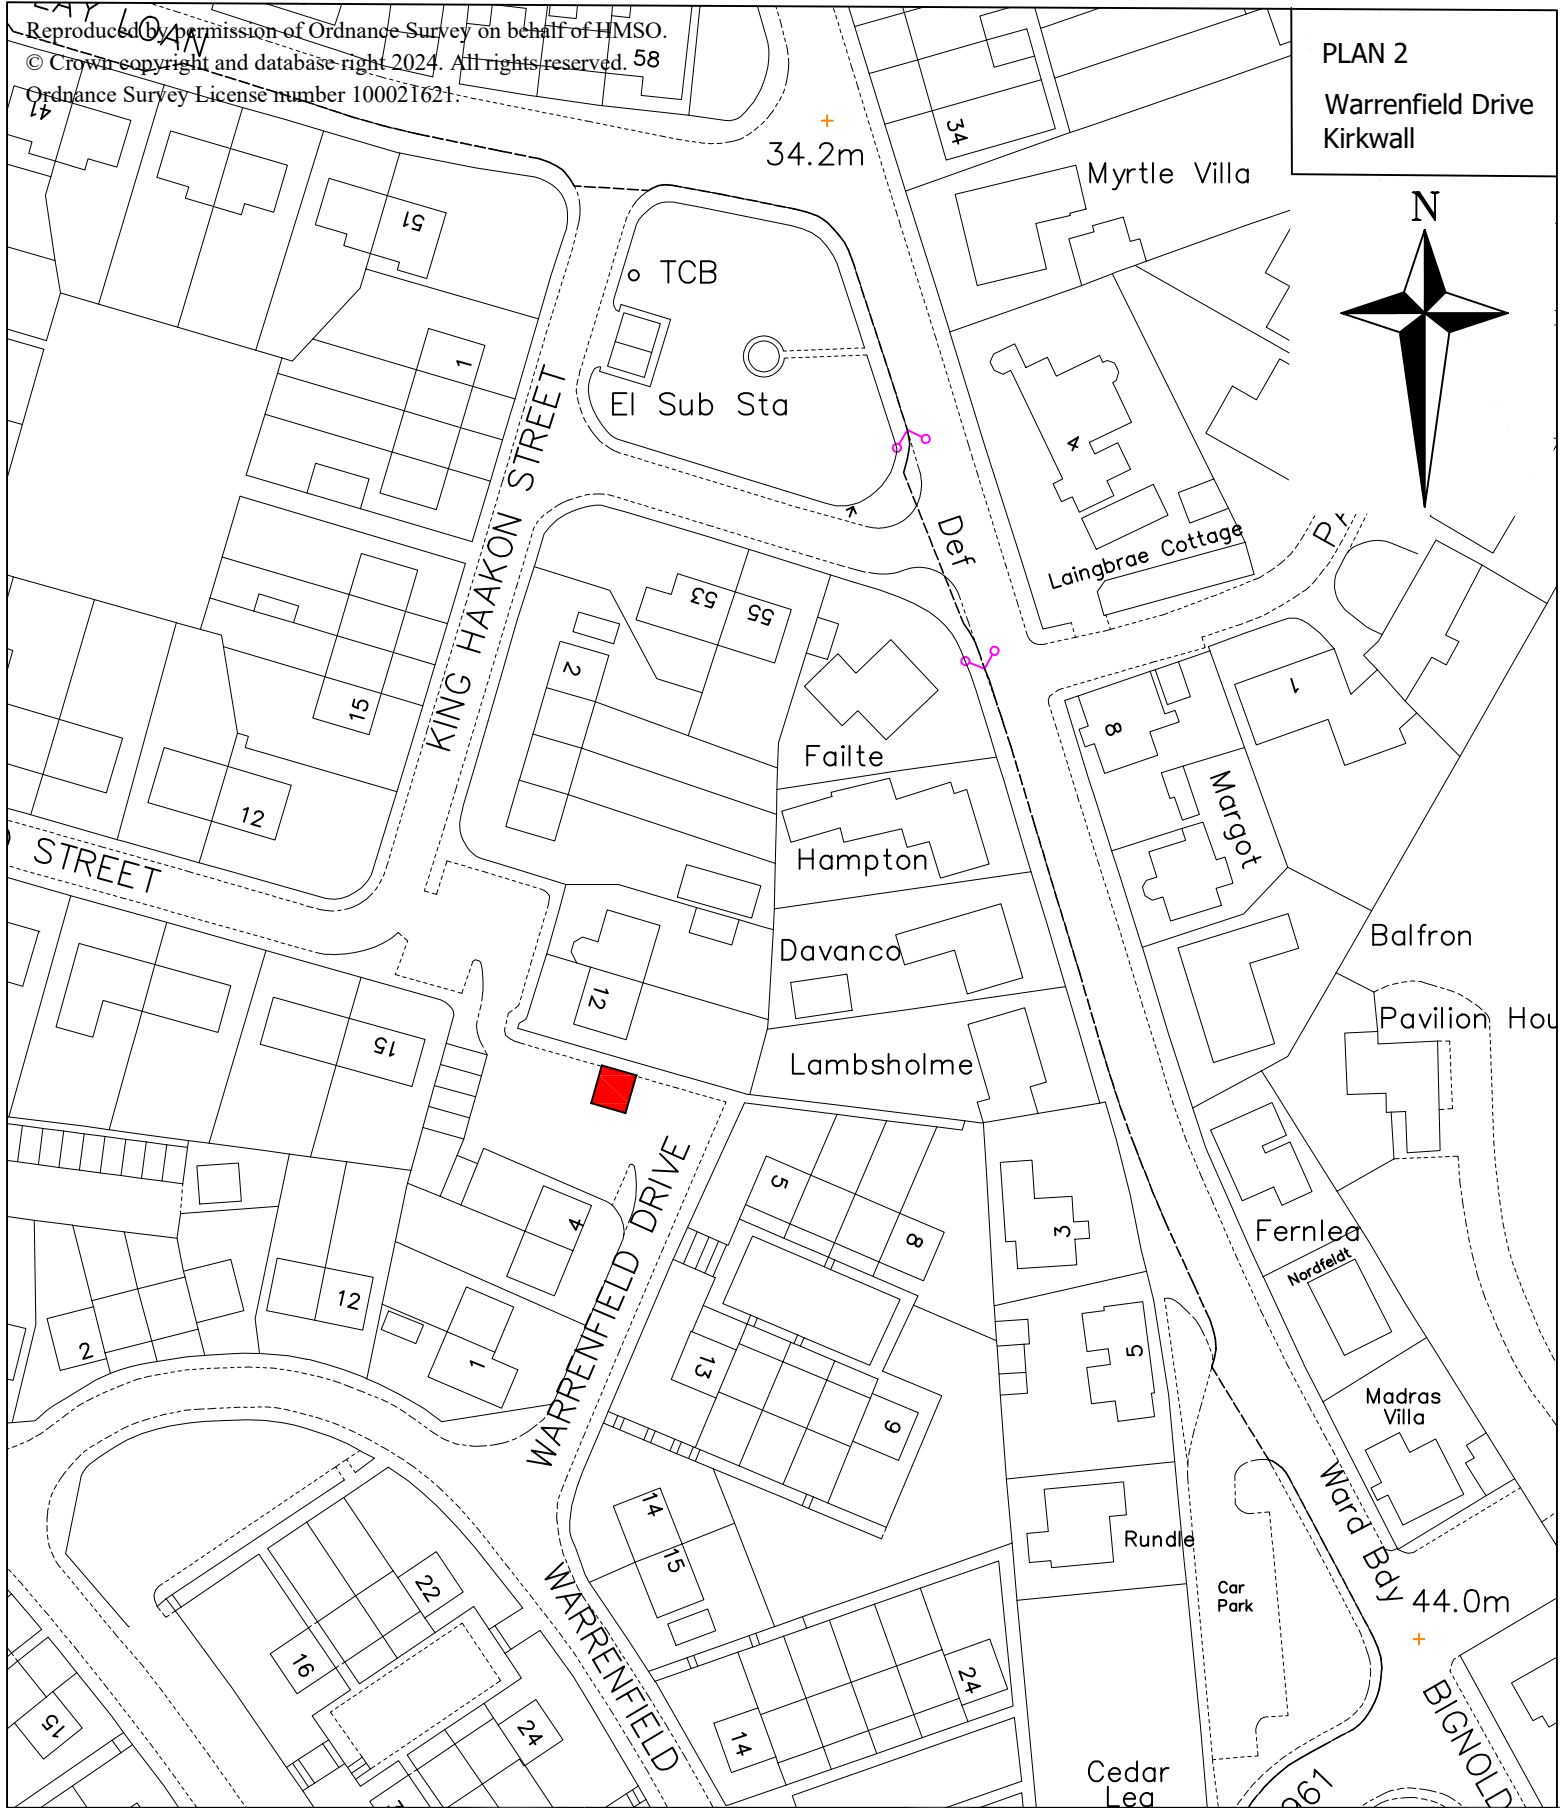 Reproduced by permission of Ordnance Survey on behalf of HMSO.
© Crown copyright and database right 2024. All rights reserved.
Ordnance Survey License number 100021621.
PLAN 2
Warrenfield Drive
Kirkwall
N
LOAN
58
41
34.2m
34
Myrtle Villa
51
TCB
1
El Sub Sta
4
KING HAAKON STREET
Def
Laingbrae Cottage
53
55
2
15
8
1
Failte
Margot
12
STREET
Hampton
Davanco
Balfron
12
15
Pavilion Hou
Lambsholme
5
8
3
4
WARRENFIELD DRIVE
Fernlea
Nordfeldt
12
2
1
13
9
5
Madras
Villa
14
15
Rundle
Ward Bdy
Car
Park
44.0m
22
16
WARRENFIELD
24
14
15
24
BIGNOLD
Cedar
Lea
961